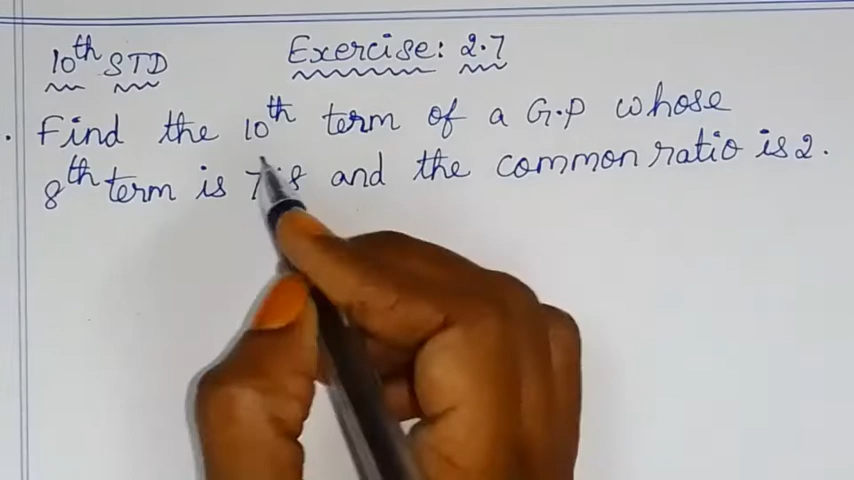 10th STD Exercise: 2.7
. Find the 10th term of a G.P whose
8th term is and the common ratio is 2.